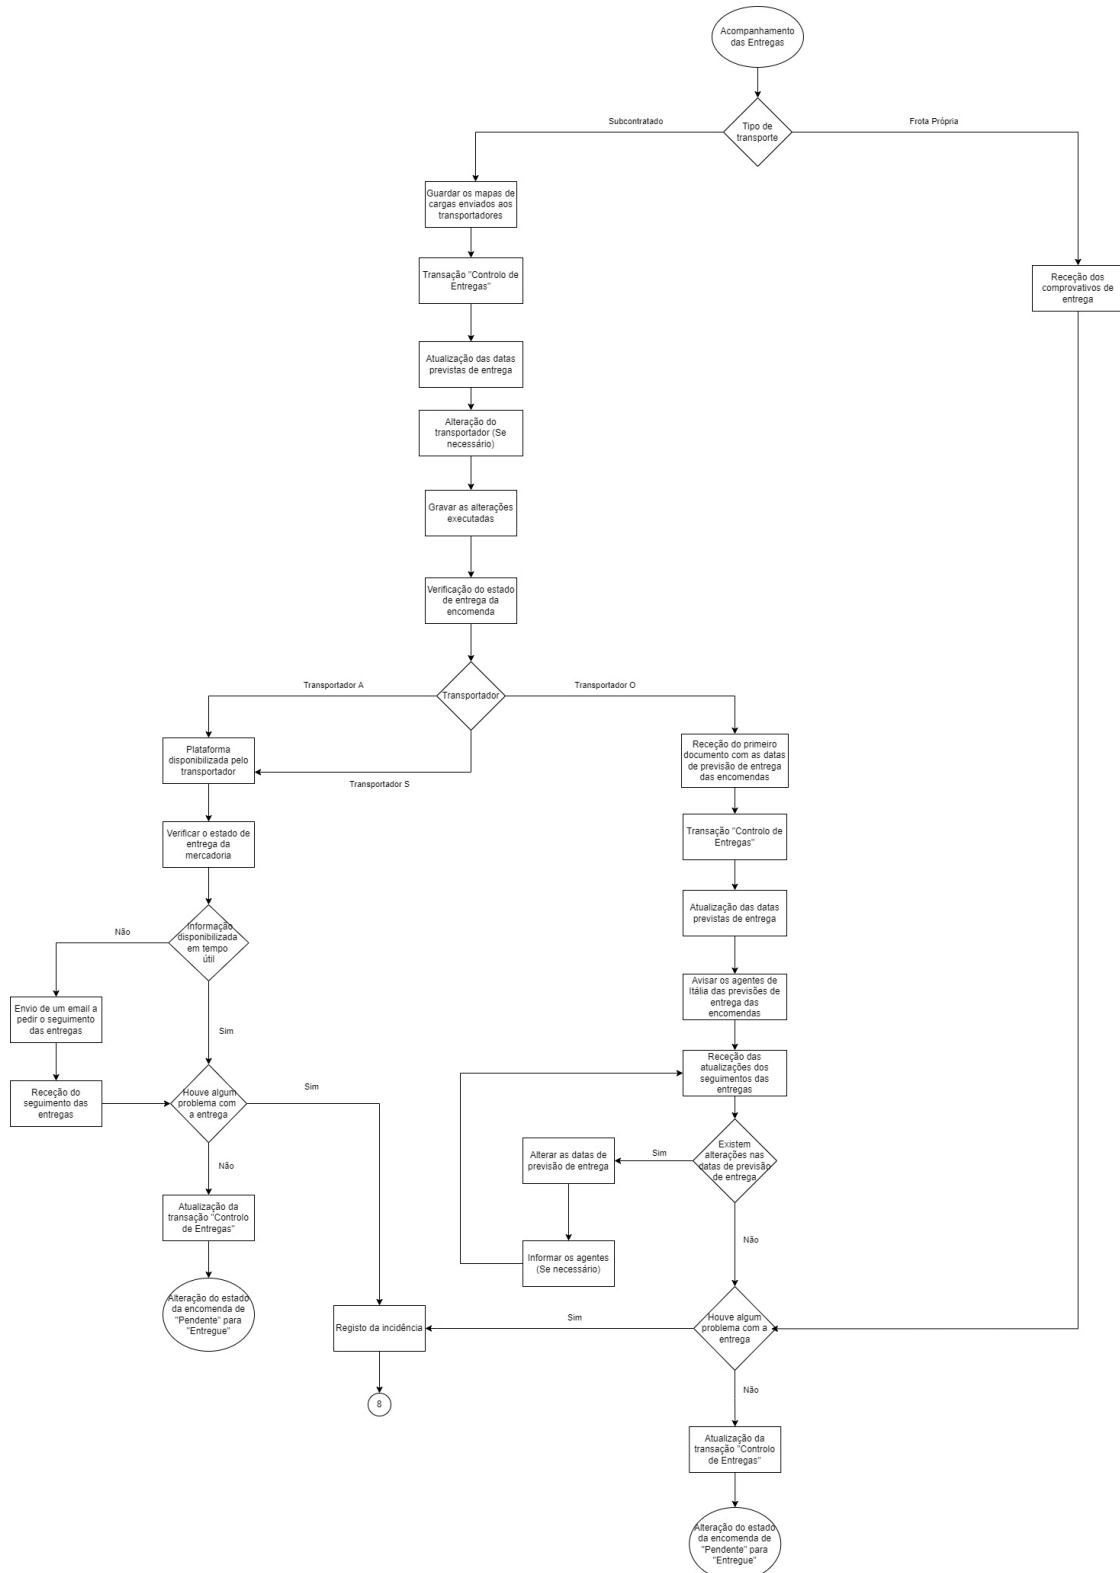 Acompanhamento
das Entregas
Subcontratado
Tipo de
transporte
Frota Própria
Guardar os mapas de
cargas enviados aos
transportadores
Transação "Controlo de
Entregas"
Receção dos
comprovativos de
entrega
Atualização das datas
previstas de entrega
Alteração do
transportador (Se
necessário)
Gravar as alterações
executadas
Verificação do estado
de entrega da
encomenda
Transportador A
Transportador
Transportador O
Plataforma
disponibilizada pelo
transportador
Transportador S
Receção do primeiro
documento com as datas
de previsão de entrega
das encomendas
Verificar o estado de
entrega da
mercadoria
Transação "Controlo de
Entregas"
Não
Informação
disponibilizada
em tempo
útil
Atualização das datas
previstas de entrega
Envio de um email a
pedir o seguimento
das entregas
Avisar os agentes de
Itália das previsões de
entrega das
encomendas
Sim
Receção do
seguimento das
entregas
Houve algum
problema com
a entrega
Sim
Receção das
atualizações dos
seguimentos das
entregas
Alterar as datas de
previsão de entrega
Sim
Existem
alterações nas
datas de previsão
de entrega
Não
Atualização da
transação "Controlo
de Entregas"
Informar os agentes
(Se necessário)
Não
Alteração do estado
da encomenda de
"Pendente" para
"Entregue"
Registo da incidência
Sim
Houve algum
problema com a
entrega
8
Não
Atualização da
transação "Controlo
de Entregas"
Alteração do estado
da encomenda de
"Pendente" para
"Entregue"